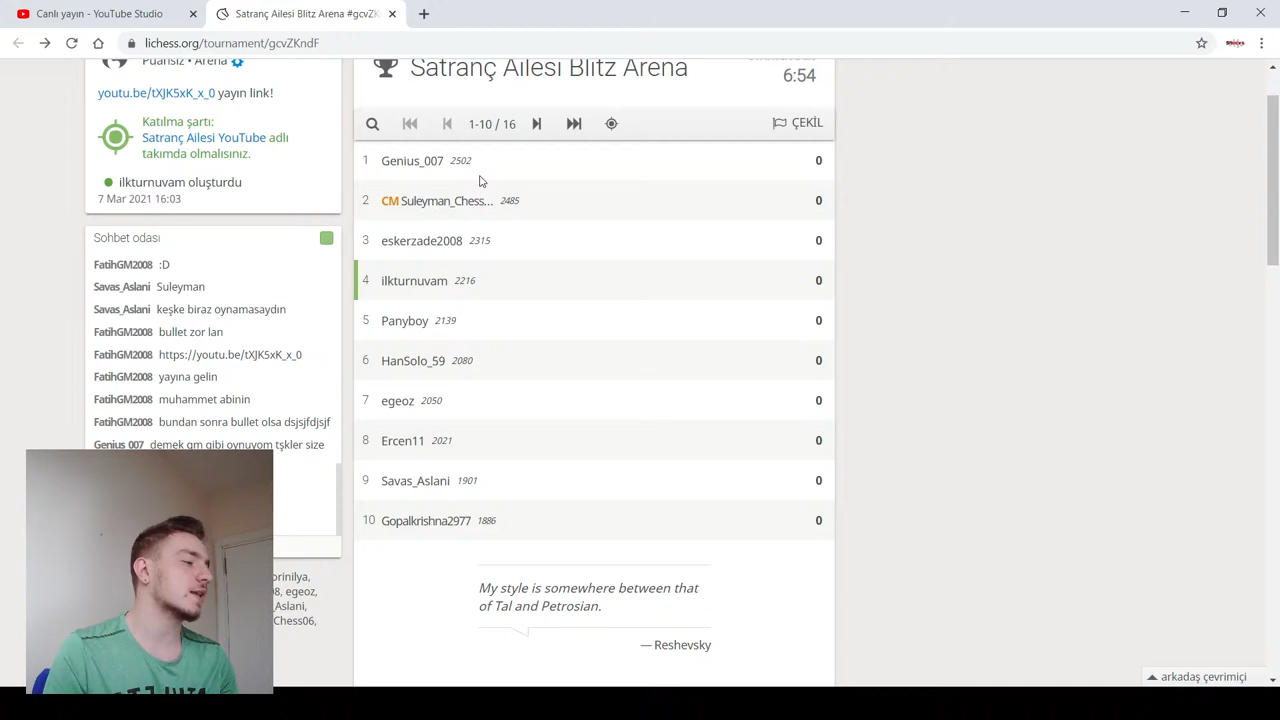 Canlı yayın - YouTube Studio
Satranç Ailesi Blitz Arena #gcvZK
lichess.org/tournament/gcvZKndF
Puansız • Arena
youtu.be/tXJK5xK_x_0 yayın link!
Katılma şartı:
Satranç Ailesi YouTube adlı
takımda olmalısınız.
ilkturnuvam oluşturdu
7 Mar 2021 16:03
Sohbet odası
FatihGM2008 :D
Savas_Aslani Suleyman
Savas_Aslani keşke biraz oynamasaydın
FatihGM2008 bullet zor lan
FatihGM2008 https://youtu.be/tXJK5xK_x_0
FatihGM2008 yayına gelin
FatihGM2008 muhammet abinin
FatihGM2008 bundan sonra bullet olsa dsjsjfdjsjf
Genius_007 demek gm gibi oynuyom tşkler size
orinilya,
8, egeoz,
_Aslani,
Chess06,
Satranç Ailesi Blitz Arena
6:54
1-10 / 16
ÇEKİL
1 Genius_007 2502 0
2 CM Suleyman_Chess... 2485 0
3 eskerzade2008 2315 0
4 ilkturnuvam 2216 0
5 Panyboy 2139 0
6 HanSolo_59 2080 0
7 egeoz 2050 0
8 Ercen11 2021 0
9 Savas_Aslani 1901 0
10 Gopalkrishna2977 1886 0
My style is somewhere between that
of Tal and Petrosian.
— Reshevsky
arkadaş çevrimiçi